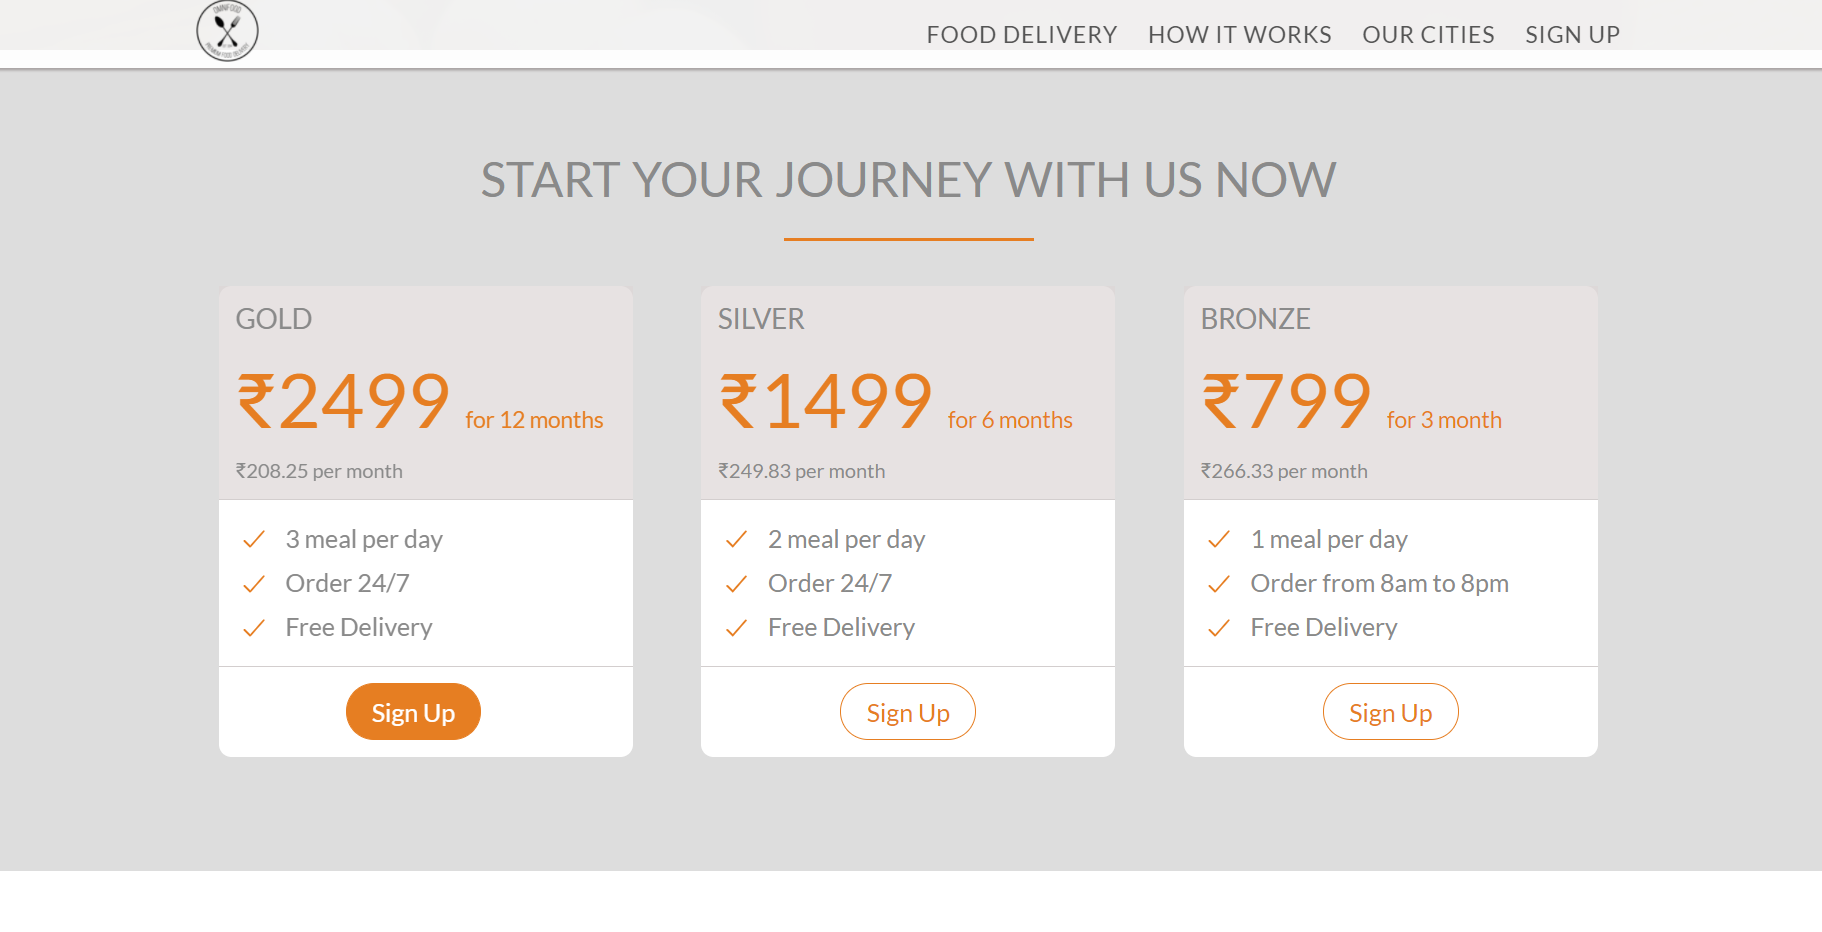 OMNIFOOD
PREMIUM FOOD DELIVERY
FOOD DELIVERY HOW IT WORKS OUR CITIES SIGN UP
START YOUR JOURNEY WITH US NOW
GOLD
₹2499 for 12 months
₹208.25 per month
3 meal per day
Order 24/7
Free Delivery
Sign Up
SILVER
₹1499 for 6 months
₹249.83 per month
2 meal per day
Order 24/7
Free Delivery
Sign Up
BRONZE
₹799 for 3 month
₹266.33 per month
1 meal per day
Order from 8am to 8pm
Free Delivery
Sign Up